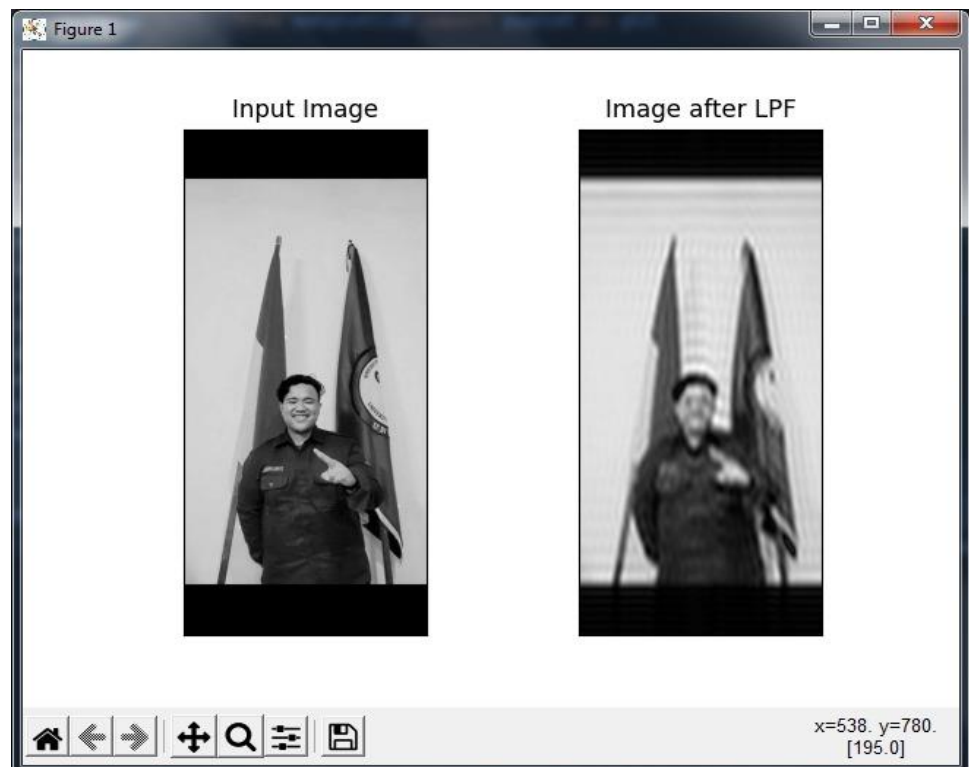 Figure 1
Input Image
Image after LPF
x=538. y=780.
[195.0]